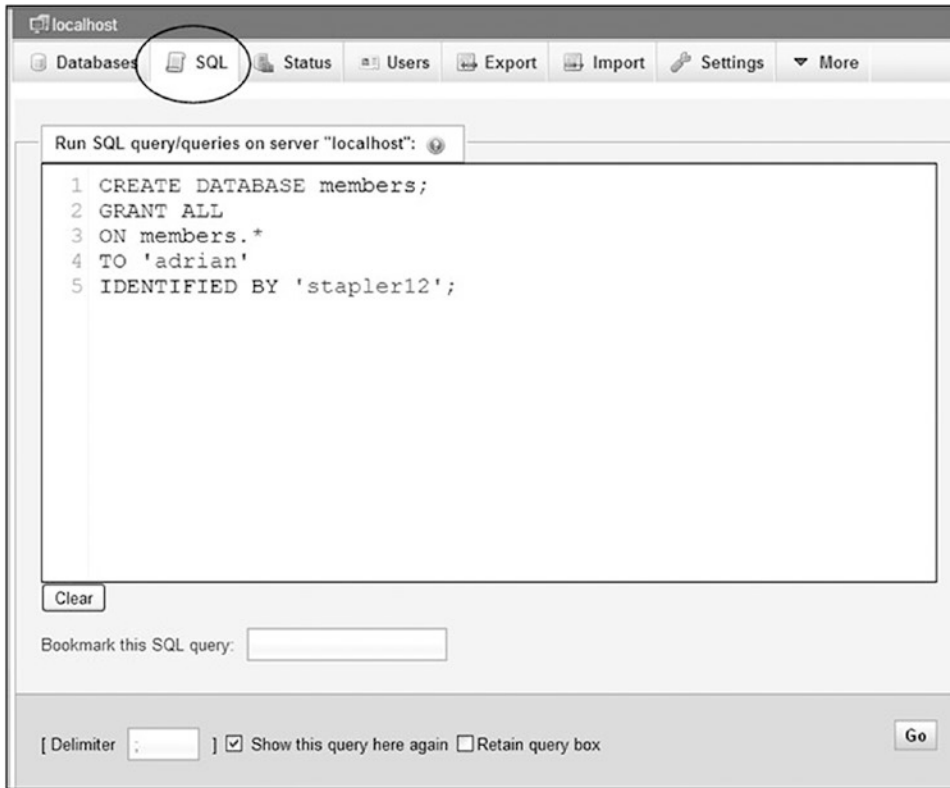 localhost
Databases SQL Status Users Export Import Settings More
Run SQL query/queries on server "localhost":
1 CREATE DATABASE members;
2 GRANT ALL
3 ON members.*
4 TO 'adrian'
5 IDENTIFIED BY 'stapler12';
Clear
Bookmark this SQL query:
[ Delimiter ; ] Show this query here again Retain query box
Go